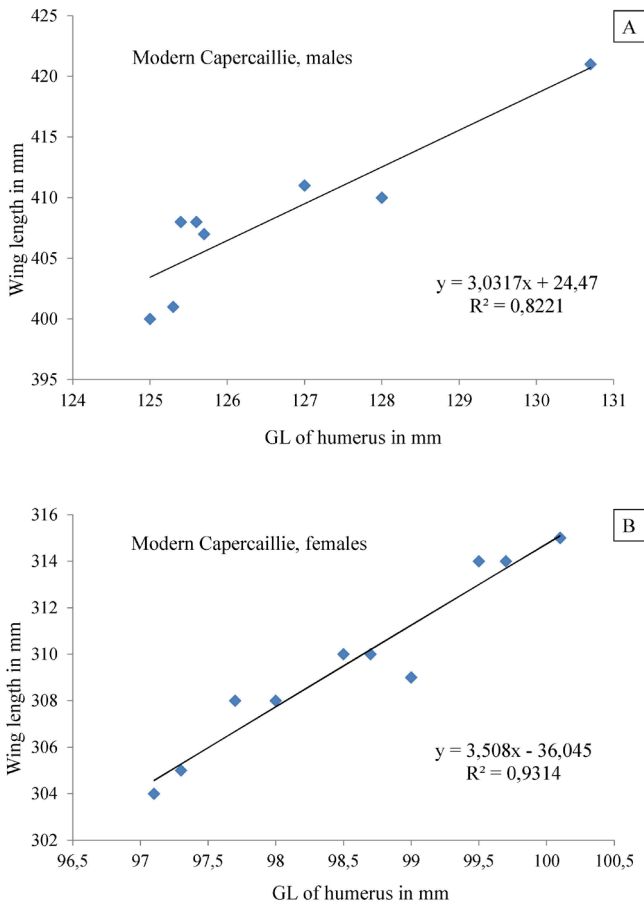 A
Modern Capercaillie, males
Wing length in mm
425
420
415
410
405
400
395
y = 3,0317x + 24,47
R² = 0,8221
124 125 126 127 128 129 130 131
GL of humerus in mm
B
Modern Capercaillie, females
Wing length in mm
316
314
312
310
308
306
304
302
y = 3,508x - 36,045
R² = 0,9314
96,5 97 97,5 98 98,5 99 99,5 100 100,5
GL of humerus in mm